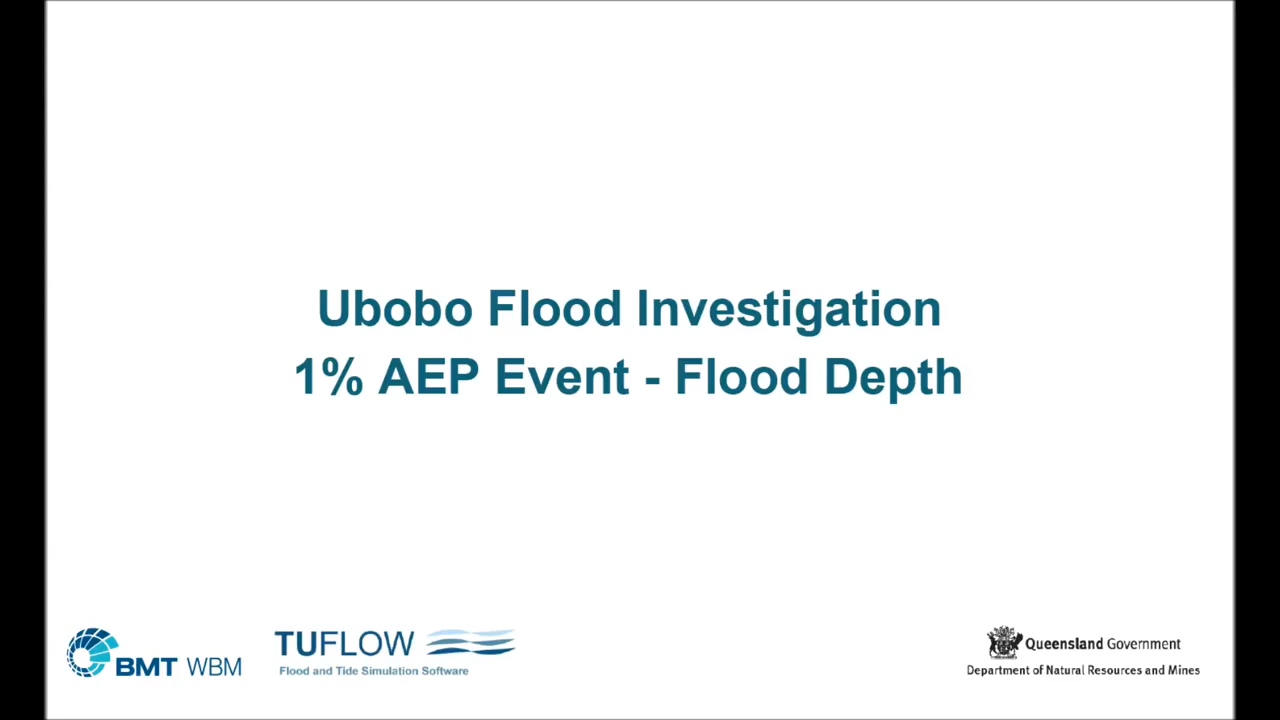 Ubobo Flood Investigation
1% AEP Event - Flood Depth
BMT WBM
TUFLOW
Flood and Tide Simulation Software
Queensland Government
Department of Natural Resources and Mines